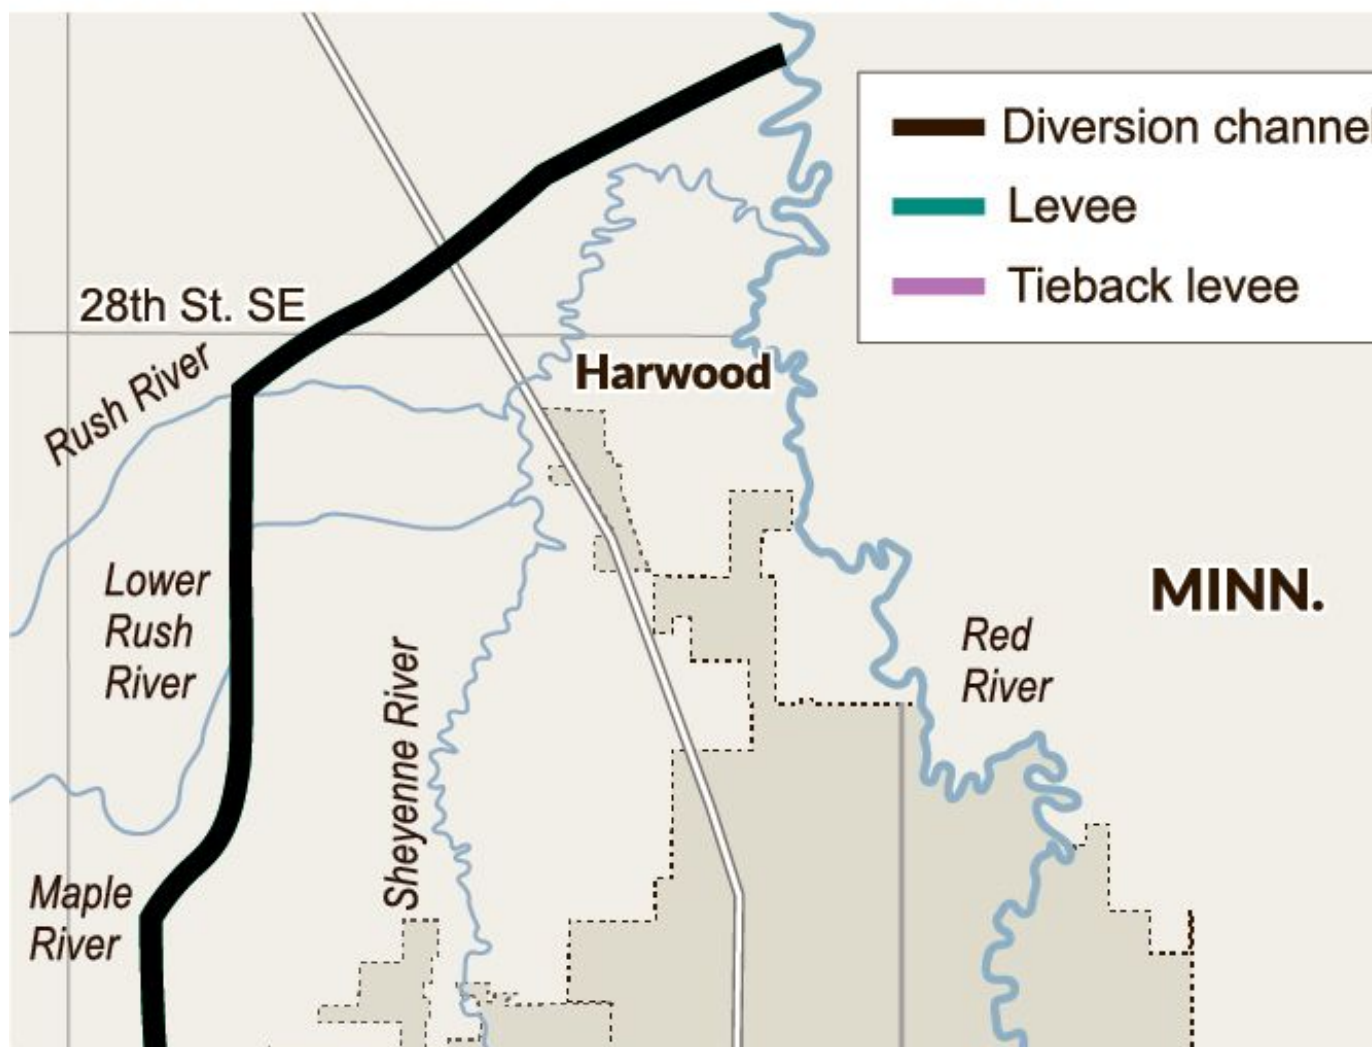 Diversion channel
Levee
Tieback levee
28th St. SE
Rush River
Harwood
MINN.
Lower
Rush
River
Red
River
Sheyenne River
Maple
River